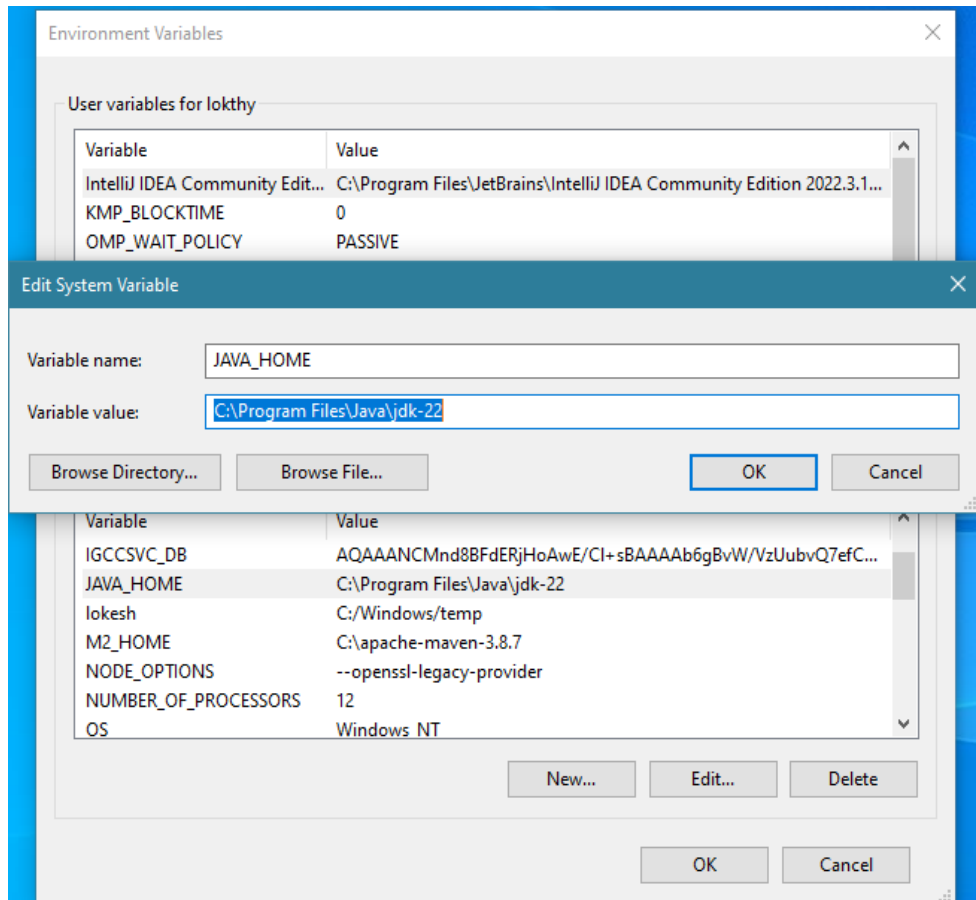 Environment Variables
User variables for lokthy
Variable Value
IntelliJ IDEA Community Edit... C:\Program Files\JetBrains\IntelliJ IDEA Community Edition 2022.3.1...
KMP_BLOCKTIME 0
OMP_WAIT_POLICY PASSIVE
Edit System Variable
Variable name: JAVA_HOME
Variable value: C:\Program Files\Java\jdk-22
Browse Directory... Browse File... OK Cancel
Variable Value
IGCCSVC_DB AQAAANCMnd8BFdERjHoAwE/Cl+sBAAAAb6gBvW/VzUubvQ7efC...
JAVA_HOME C:\Program Files\Java\jdk-22
lokesh C:/Windows/temp
M2_HOME C:\apache-maven-3.8.7
NODE_OPTIONS --openssl-legacy-provider
NUMBER_OF_PROCESSORS 12
OS Windows_NT
New... Edit... Delete
OK Cancel